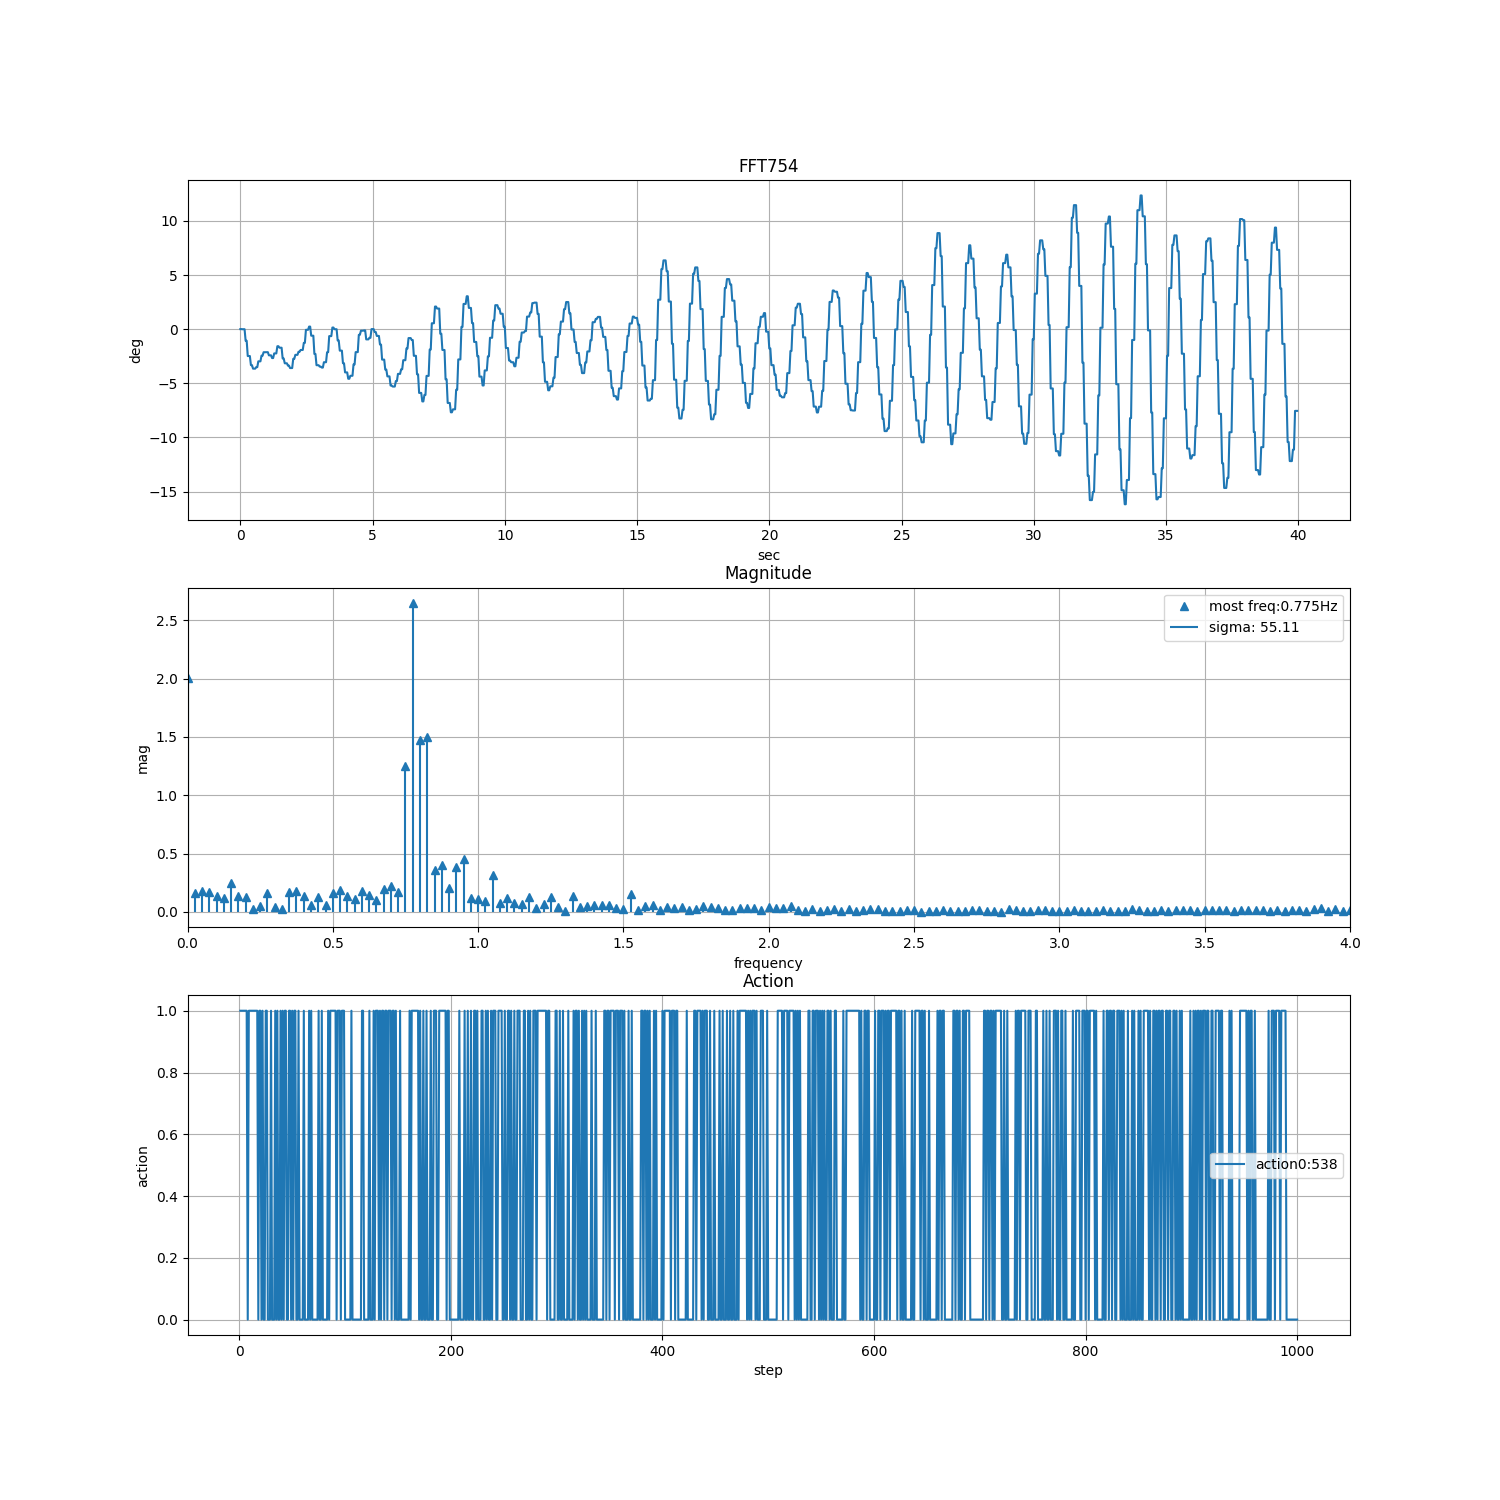 FFT754
10
5
0
−5
−10
−15
deg
0 5 10 15 20 25 30 35 40
sec
Magnitude
most freq:0.775Hz
sigma: 55.11
2.5
2.0
1.5
1.0
0.5
0.0
mag
0.0 0.5 1.0 1.5 2.0 2.5 3.0 3.5 4.0
frequency
Action
1.0
0.8
0.6
0.4
0.2
0.0
action
action0:538
0 200 400 600 800 1000
step